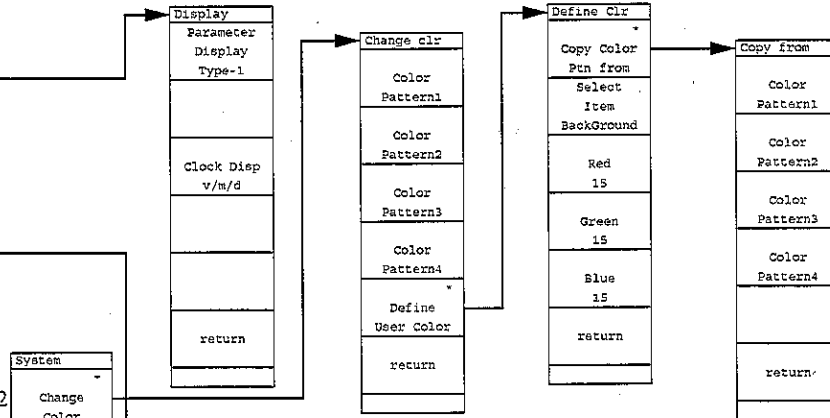 Display
Parameter
Display
Type-1
Clock Disp
y/m/d
return
System
*
2
Change
Color
Change clr
Color
Pattern1
Color
Pattern2
Color
Pattern3
Color
Pattern4
*
Define
User Color
return
Define Clr
*
Copy Color
Ptn from
Select
Item
BackGround
Red
15
Green
15
Blue
15
return
Copy from
Color
Pattern1
Color
Pattern2
Color
Pattern3
Color
Pattern4
return